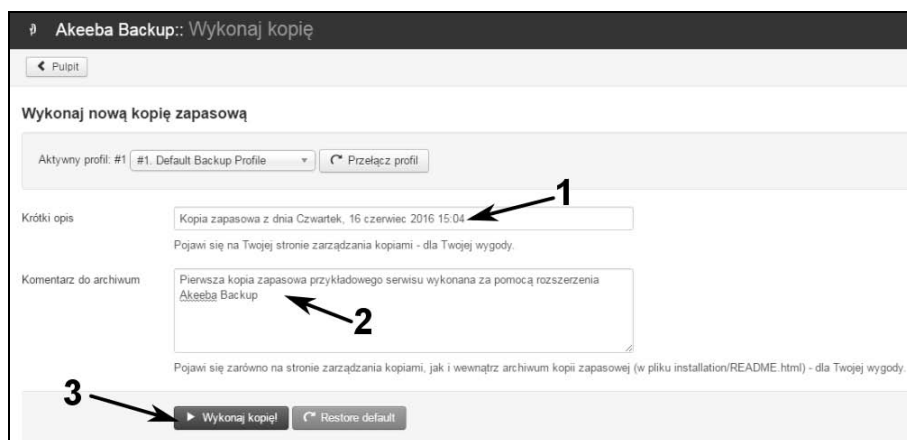 Akeeba Backup:: Wykonaj kopię
Pulpit
Wykonaj nową kopię zapasową
Aktywny profil: #1 #1. Default Backup Profile Przełącz profil
1
Krótki opis Kopia zapasowa z dnia Czwartek, 16 czerwiec 2016 15:04
Pojawi się na Twojej stronie zarządzania kopiami - dla Twojej wygody.
Komentarz do archiwum Pierwsza kopia zapasowa przykładowego serwisu wykonana za pomocą rozszerzenia
Akeeba Backup
2
Pojawi się zarówno na stronie zarządzania kopiami, jak i wewnątrz archiwum kopii zapasowej (w pliku installation/README.html) - dla Twojej wygody.
3
Wykonaj kopię! Restore default